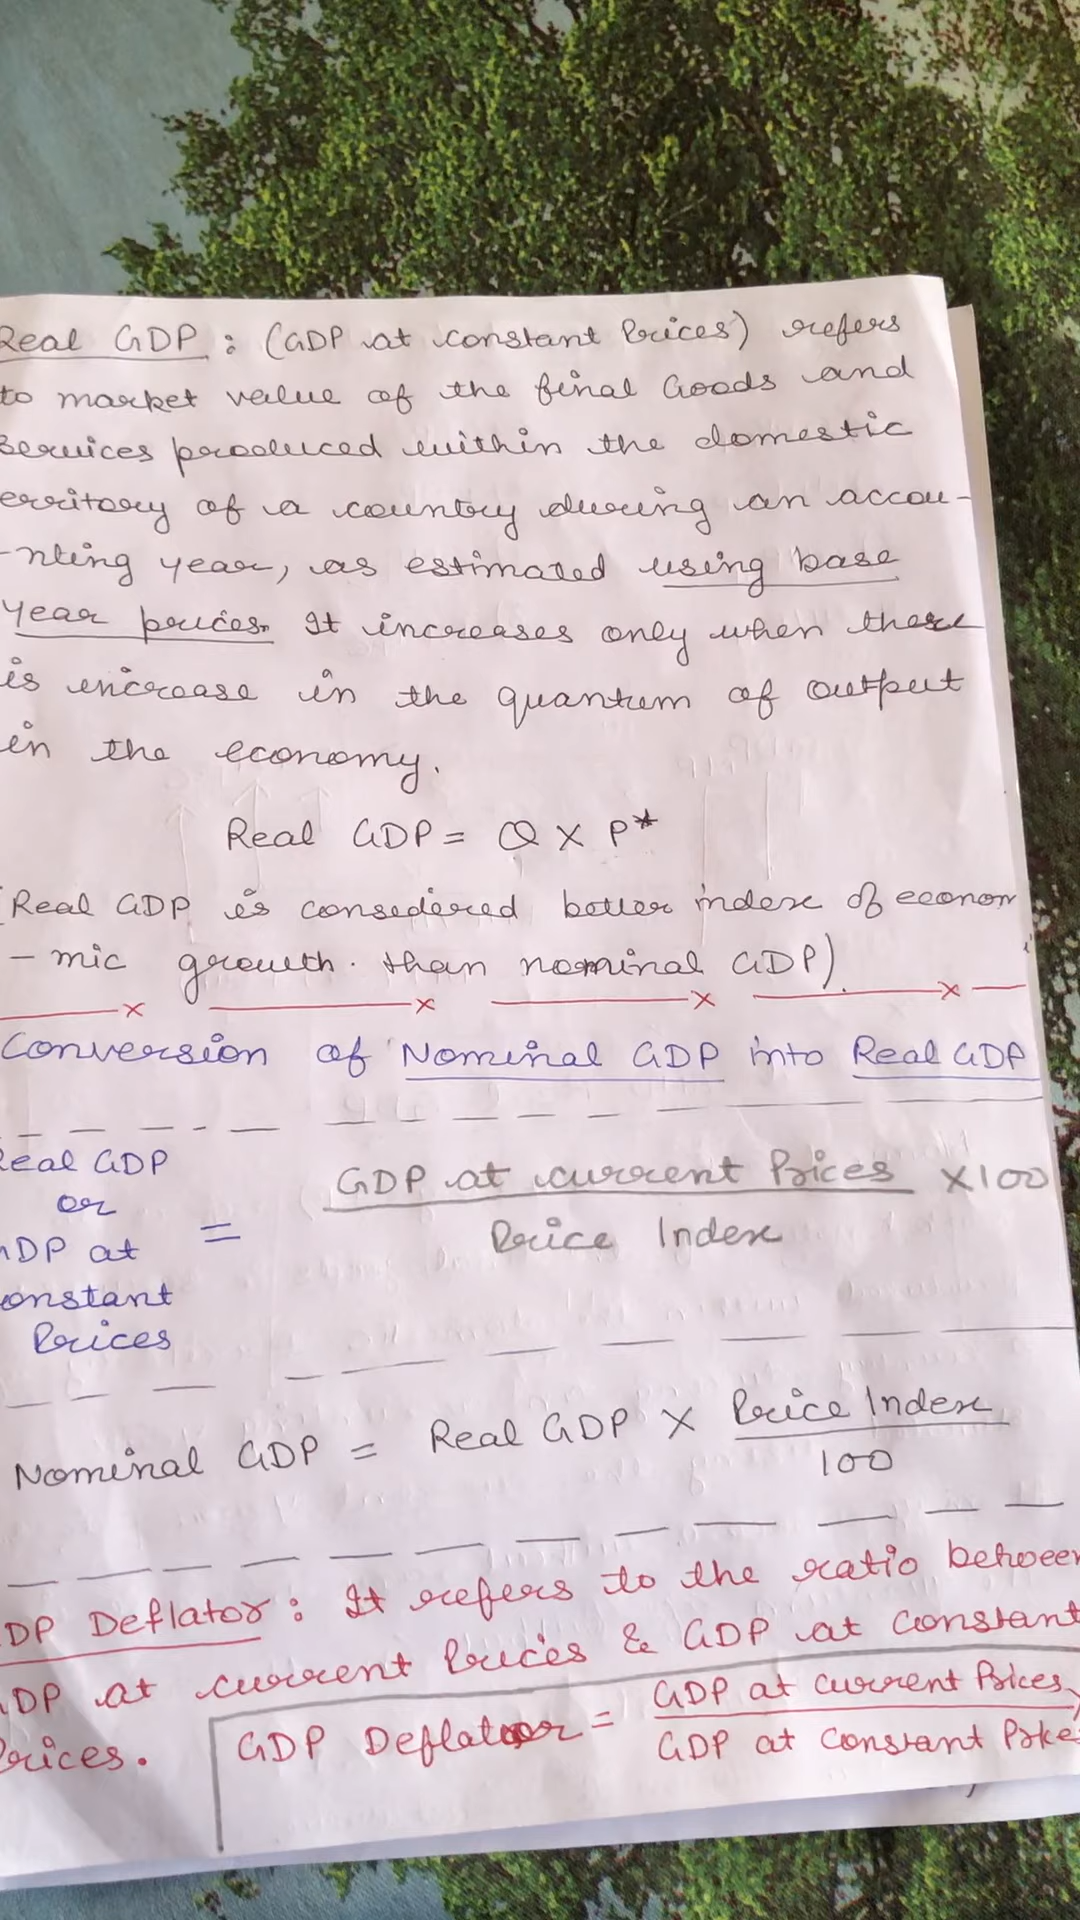 Real GDP : (GDP at constant Prices) refers
to market value of the final Goods and
Services produced within the domestic
erritory of a country during an accou-
-nting year, as estimated using base
year prices. It increases only when there
is increase in the quantum of output
in the economy.
Real GDP = Q X P*
(Real GDP is considered better index of econom
- mic growth. than nominal GDP).
Conversion of Nominal GDP into Real GDP
Real GDP
or
GDP at
constant
Prices
=
GDP at current Prices X100
Price Index
Nominal GDP = Real GDP X Price Index
100
DP Deflator : It refers to the ratio between
GDP at current Prices & GDP at constant
Prices.
GDP Deflator = GDP at current Prices
GDP at constant Prices